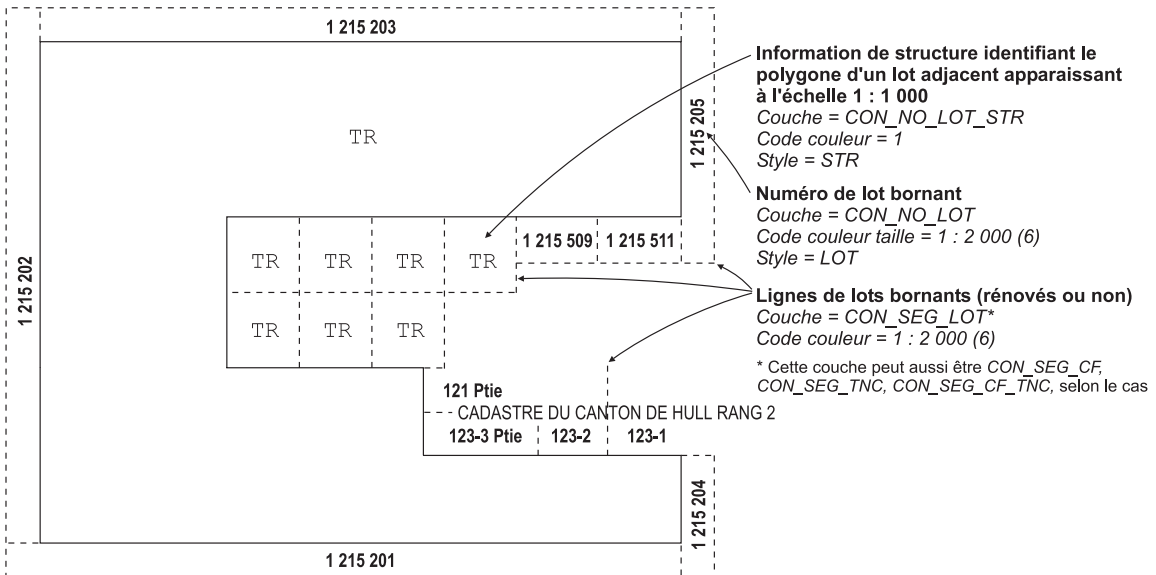 1 215 203
Information de structure identifiant le
polygone d'un lot adjacent apparaissant
à l'échelle 1 : 1 000
Couche = CON_NO_LOT_STR
Code couleur = 1
Style = STR
TR
1 215 205
Numéro de lot bornant
Couche = CON_NO_LOT
Code couleur taille = 1 : 2 000 (6)
Style = LOT
1 215 509 1 215 511
TR TR TR TR
1 215 202
Lignes de lots bornants (rénovés ou non)
Couche = CON_SEG_LOT*
Code couleur = 1 : 2 000 (6)
TR TR TR
* Cette couche peut aussi être CON_SEG_CF,
CON_SEG_TNC, CON_SEG_CF_TNC, selon le cas
121 Ptie
CADASTRE DU CANTON DE HULL RANG 2
123-3 Ptie 123-2 123-1
1 215 204
1 215 201